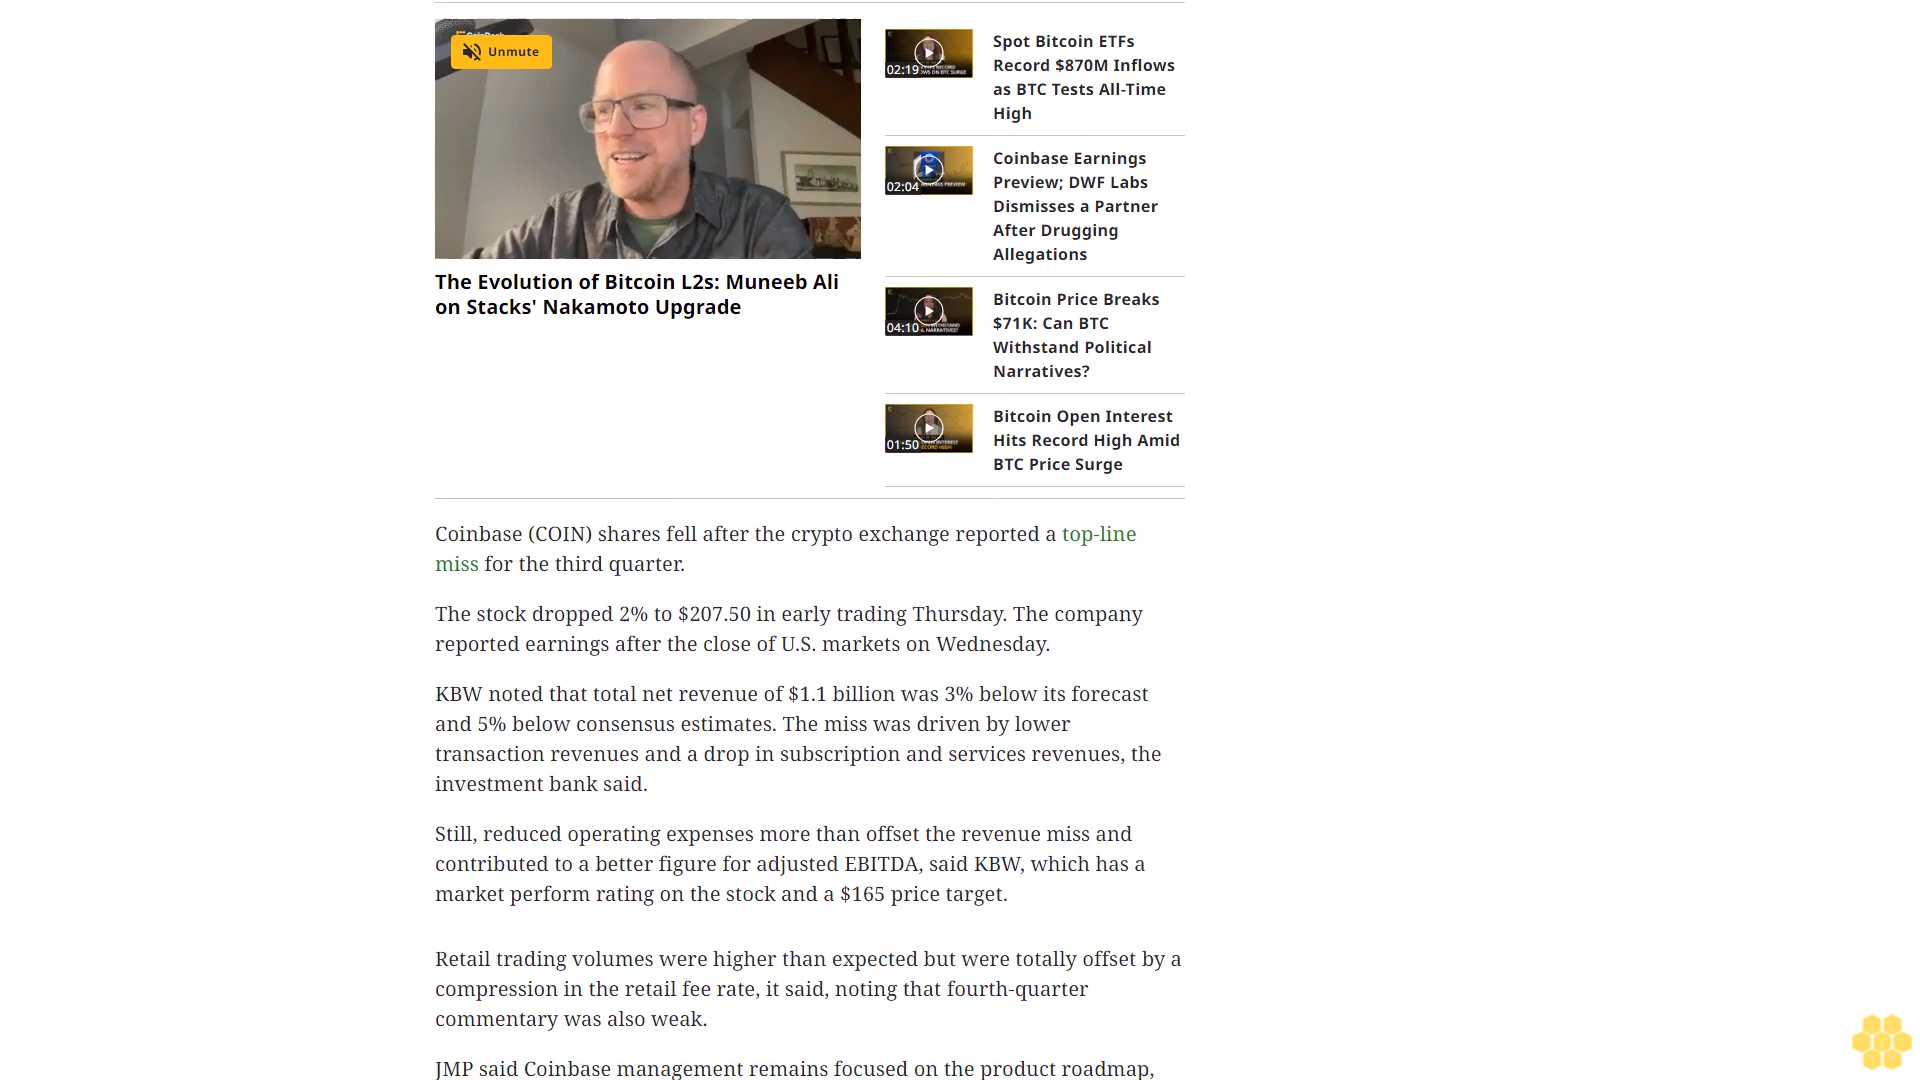 CoinDesk
Unmute
The Evolution of Bitcoin L2s: Muneeb Ali
on Stacks' Nakamoto Upgrade
02:19
Spot Bitcoin ETFs
Record $870M Inflows
as BTC Tests All-Time
High
02:04
Coinbase Earnings
Preview; DWF Labs
Dismisses a Partner
After Drugging
Allegations
04:10
Bitcoin Price Breaks
$71K: Can BTC
Withstand Political
Narratives?
01:50
Bitcoin Open Interest
Hits Record High Amid
BTC Price Surge
Coinbase (COIN) shares fell after the crypto exchange reported a top-line
miss for the third quarter.
The stock dropped 2% to $207.50 in early trading Thursday. The company
reported earnings after the close of U.S. markets on Wednesday.
KBW noted that total net revenue of $1.1 billion was 3% below its forecast
and 5% below consensus estimates. The miss was driven by lower
transaction revenues and a drop in subscription and services revenues, the
investment bank said.
Still, reduced operating expenses more than offset the revenue miss and
contributed to a better figure for adjusted EBITDA, said KBW, which has a
market perform rating on the stock and a $165 price target.
Retail trading volumes were higher than expected but were totally offset by a
compression in the retail fee rate, it said, noting that fourth-quarter
commentary was also weak.
JMP said Coinbase management remains focused on the product roadmap,